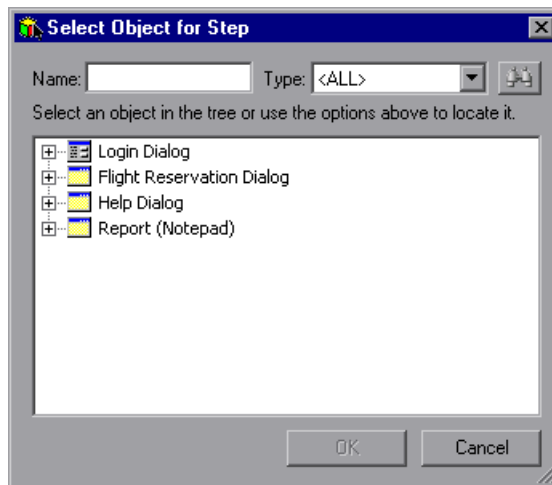 Select Object for Step
Name: Type: <ALL>
Select an object in the tree or use the options above to locate it.
Login Dialog
Flight Reservation Dialog
Help Dialog
Report (Notepad)
OK Cancel